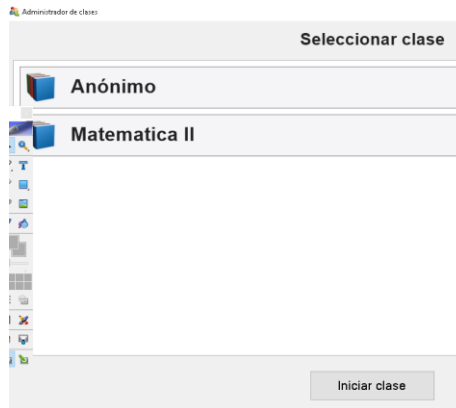 Administrador de clases
Seleccionar clase
Anónimo
Matematica II
Iniciar clase